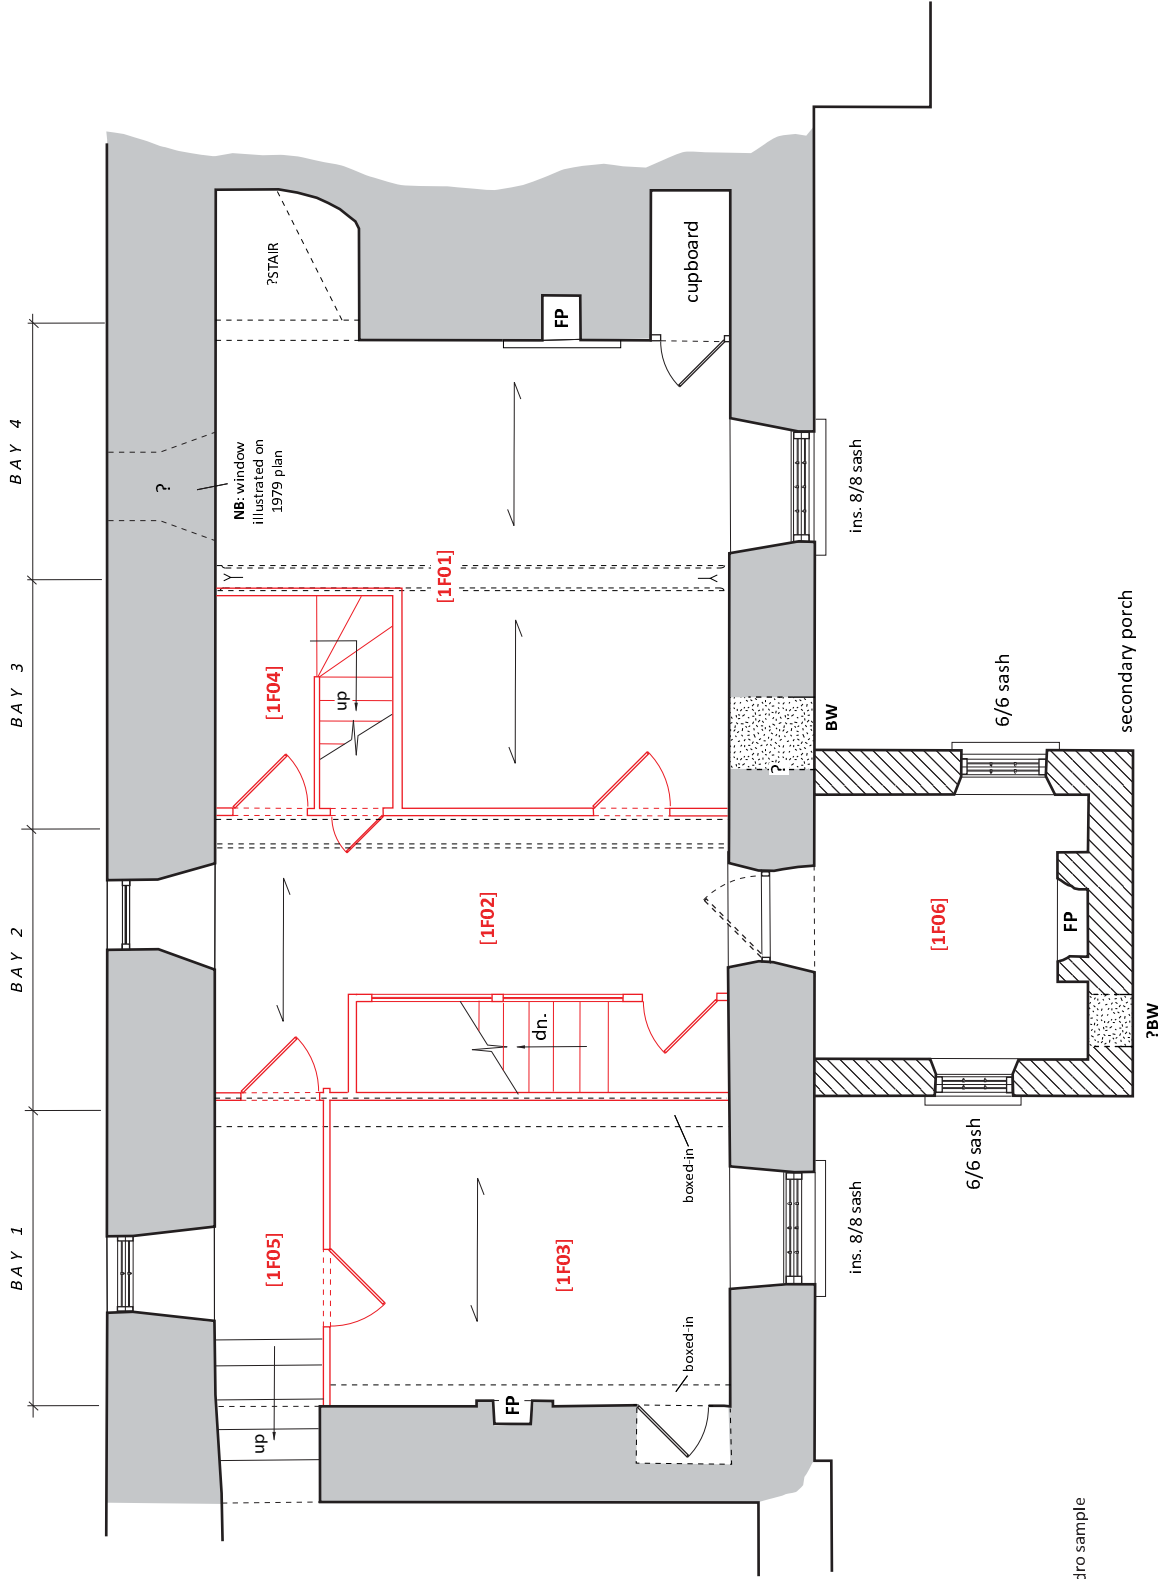 BAY 1
BAY 2
BAY 3
BAY 4
?STAIR
cupboard
FP
NB: window
illustrated on
1979 plan
?
[1F01]
[1F04]
up
[1F02]
dn.
[1F05]
[1F03]
up
FP
boxed-in
boxed-in
?
BW
ins. 8/8 sash
ins. 8/8 sash
[1F06]
FP
6/6 sash
6/6 sash
secondary porch
?BW
dro sample